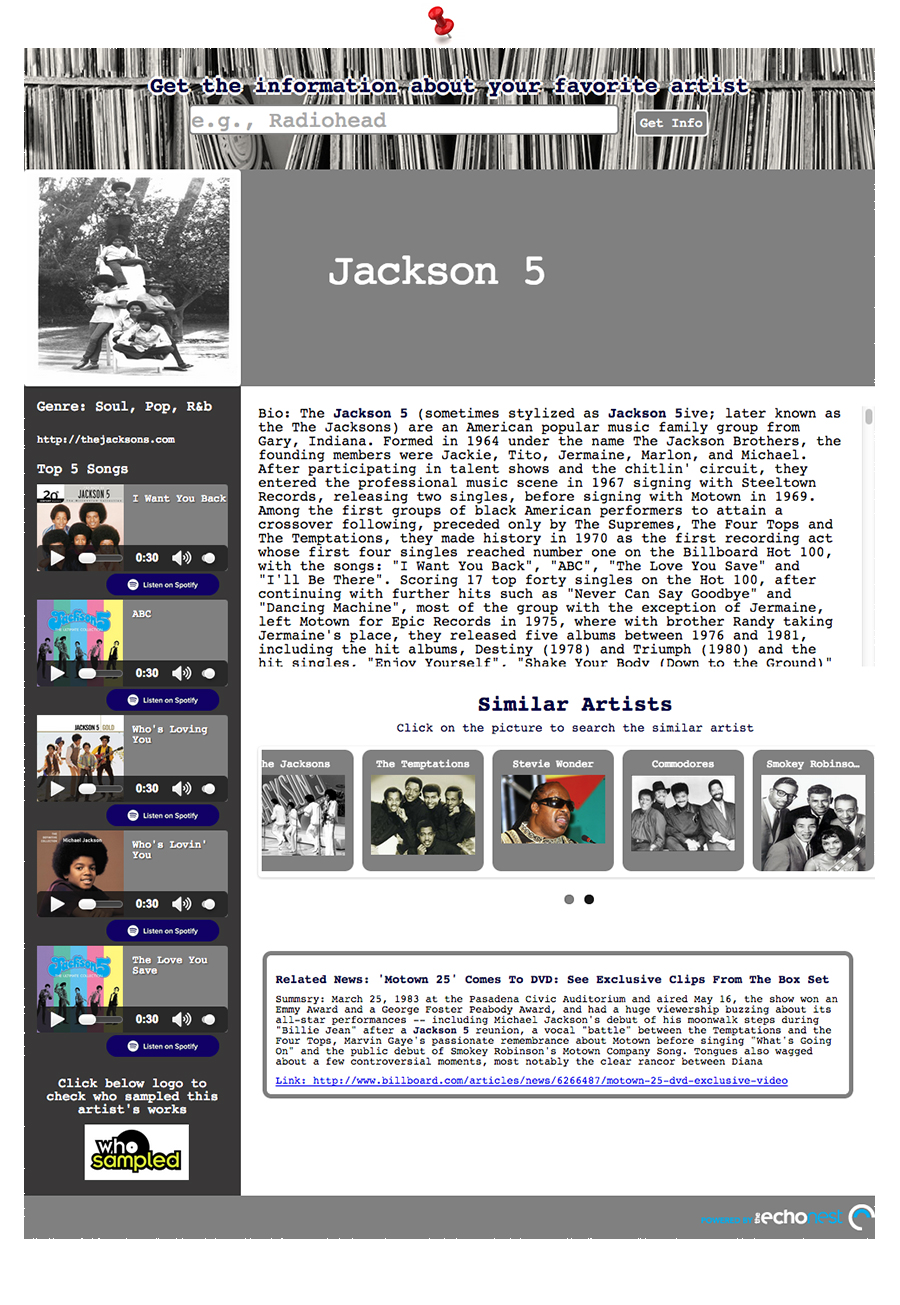 Get the information about your favorite artist
e.g., Radiohead
Get Info
Jackson 5
Genre: Soul, Pop, R&b
http://thejacksons.com
Top 5 Songs
20
JACKSON 5
I Want You Back
0:30
Listen on Spotify
Jackson5
ABC
0:30
Listen on Spotify
JACKSON 5 GOLD
Who's Loving
You
0:30
Listen on Spotify
Michael Jackson
Who's Lovin'
You
0:30
Listen on Spotify
Jackson5
The Love You
Save
0:30
Listen on Spotify
Click below logo to
check who sampled this
artist's works
who
sampled
Bio: The Jackson 5 (sometimes stylized as Jackson 5ive; later known as
the The Jacksons) are an American popular music family group from
Gary, Indiana. Formed in 1964 under the name The Jackson Brothers, the
founding members were Jackie, Tito, Jermaine, Marlon, and Michael.
After participating in talent shows and the chitlin' circuit, they
entered the professional music scene in 1967 signing with Steeltown
Records, releasing two singles, before signing with Motown in 1969.
Among the first groups of black American performers to attain a
crossover following, preceded only by The Supremes, The Four Tops and
The Temptations, they made history in 1970 as the first recording act
whose first four singles reached number one on the Billboard Hot 100,
with the songs: "I Want You Back", "ABC", "The Love You Save" and
"I'll Be There". Scoring 17 top forty singles on the Hot 100, after
continuing with further hits such as "Never Can Say Goodbye" and
"Dancing Machine", most of the group with the exception of Jermaine,
left Motown for Epic Records in 1975, where with brother Randy taking
Jermaine's place, they released five albums between 1976 and 1981,
including the hit albums, Destiny (1978) and Triumph (1980) and the
hit singles, "Enjoy Yourself", "Shake Your Body (Down to the Ground)"
Similar Artists
Click on the picture to search the similar artist
he Jacksons
The Temptations
Stevie Wonder
Commodores
Smokey Robinso…
Related News: 'Motown 25' Comes To DVD: See Exclusive Clips From The Box Set
Summsry: March 25, 1983 at the Pasadena Civic Auditorium and aired May 16, the show won an
Emmy Award and a George Foster Peabody Award, and had a huge viewership buzzing about its
all-star performances -- including Michael Jackson's debut of his moonwalk steps during
"Billie Jean" after a Jackson 5 reunion, a vocal "battle" between the Temptations and the
Four Tops, Marvin Gaye's passionate remembrance about Motown before singing "What's Going
On" and the public debut of Smokey Robinson's Motown Company Song. Tongues also wagged
about a few controversial moments, most notably the clear rancor between Diana
Link: http://www.billboard.com/articles/news/6266487/motown-25-dvd-exclusive-video
POWERED BY the echonest